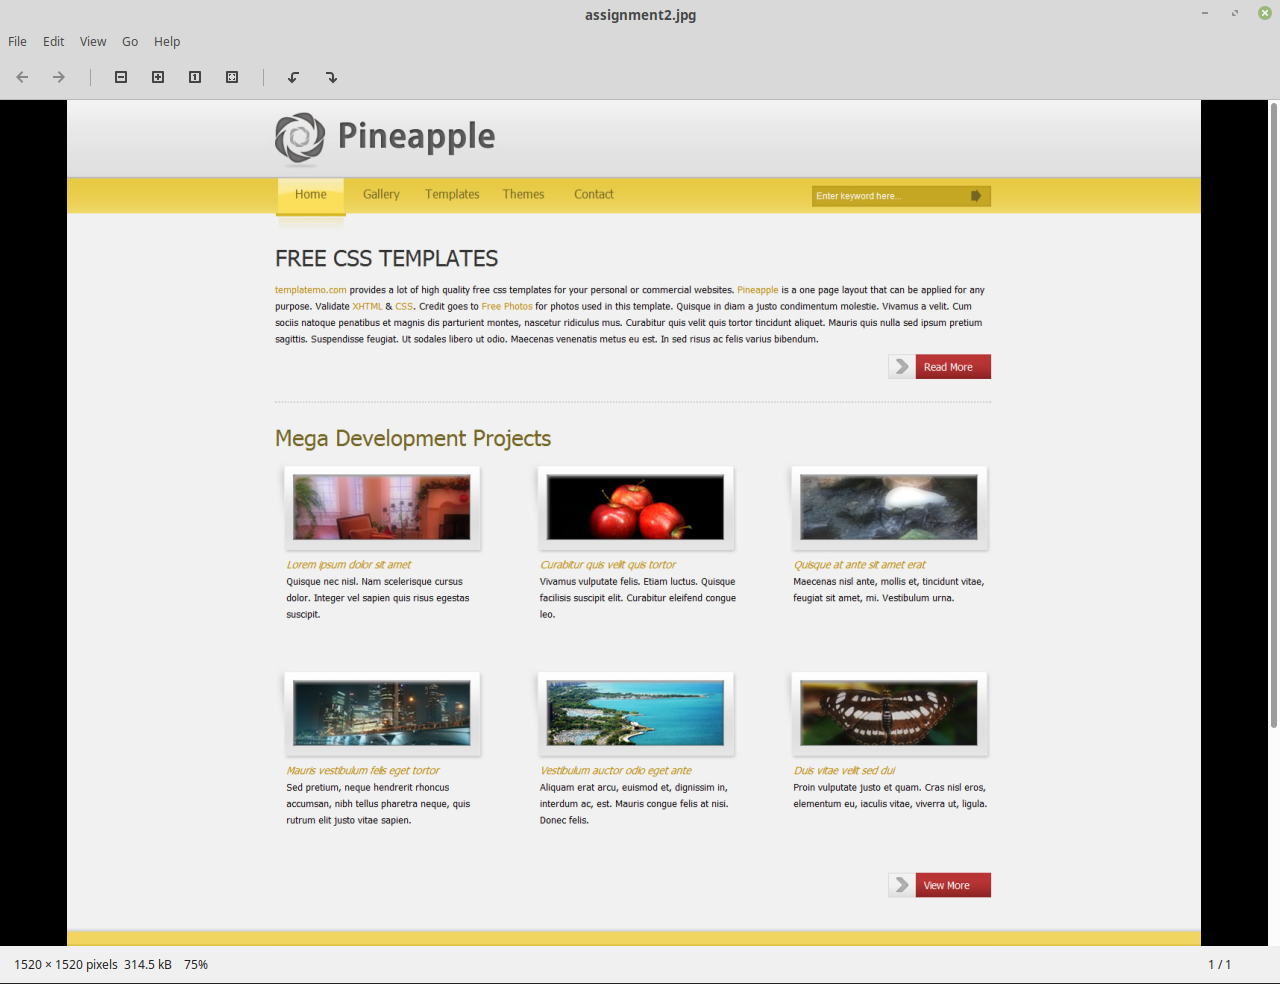 assignment2.jpg
File Edit View Go Help
Pineapple
Home Gallery Templates Themes Contact
Enter keyword here...
FREE CSS TEMPLATES
templatemo.com provides a lot of high quality free css templates for your personal or commercial websites. Pineapple is a one page layout that can be applied for any
purpose. Validate XHTML & CSS. Credit goes to Free Photos for photos used in this template. Quisque in diam a justo condimentum molestie. Vivamus a velit. Cum
sociis natoque penatibus et magnis dis parturient montes, nascetur ridiculus mus. Curabitur quis velit quis tortor tincidunt aliquet. Mauris quis nulla sed ipsum pretium
sagittis. Suspendisse feugiat. Ut sodales libero ut odio. Maecenas venenatis metus eu est. In sed risus ac felis varius bibendum.
Read More
Mega Development Projects
Lorem ipsum dolor sit amet
Quisque nec nisl. Nam scelerisque cursus
dolor. Integer vel sapien quis risus egestas
suscipit.
Curabitur quis velit quis tortor
Vivamus vulputate felis. Etiam luctus. Quisque
facilisis suscipit elit. Curabitur eleifend congue
leo.
Quisque at ante sit amet erat
Maecenas nisl ante, mollis et, tincidunt vitae,
feugiat sit amet, mi. Vestibulum urna.
Mauris vestibulum felis eget tortor
Sed pretium, neque hendrerit rhoncus
accumsan, nibh tellus pharetra neque, quis
rutrum elit justo vitae sapien.
Vestibulum auctor odio eget ante
Aliquam erat arcu, euismod et, dignissim in,
interdum ac, est. Mauris congue felis at nisi.
Donec felis.
Duis vitae velit sed dui
Proin vulputate justo et quam. Cras nisl eros,
elementum eu, iaculis vitae, viverra ut, ligula.
View More
1520 × 1520 pixels 314.5 kB 75%
1 / 1